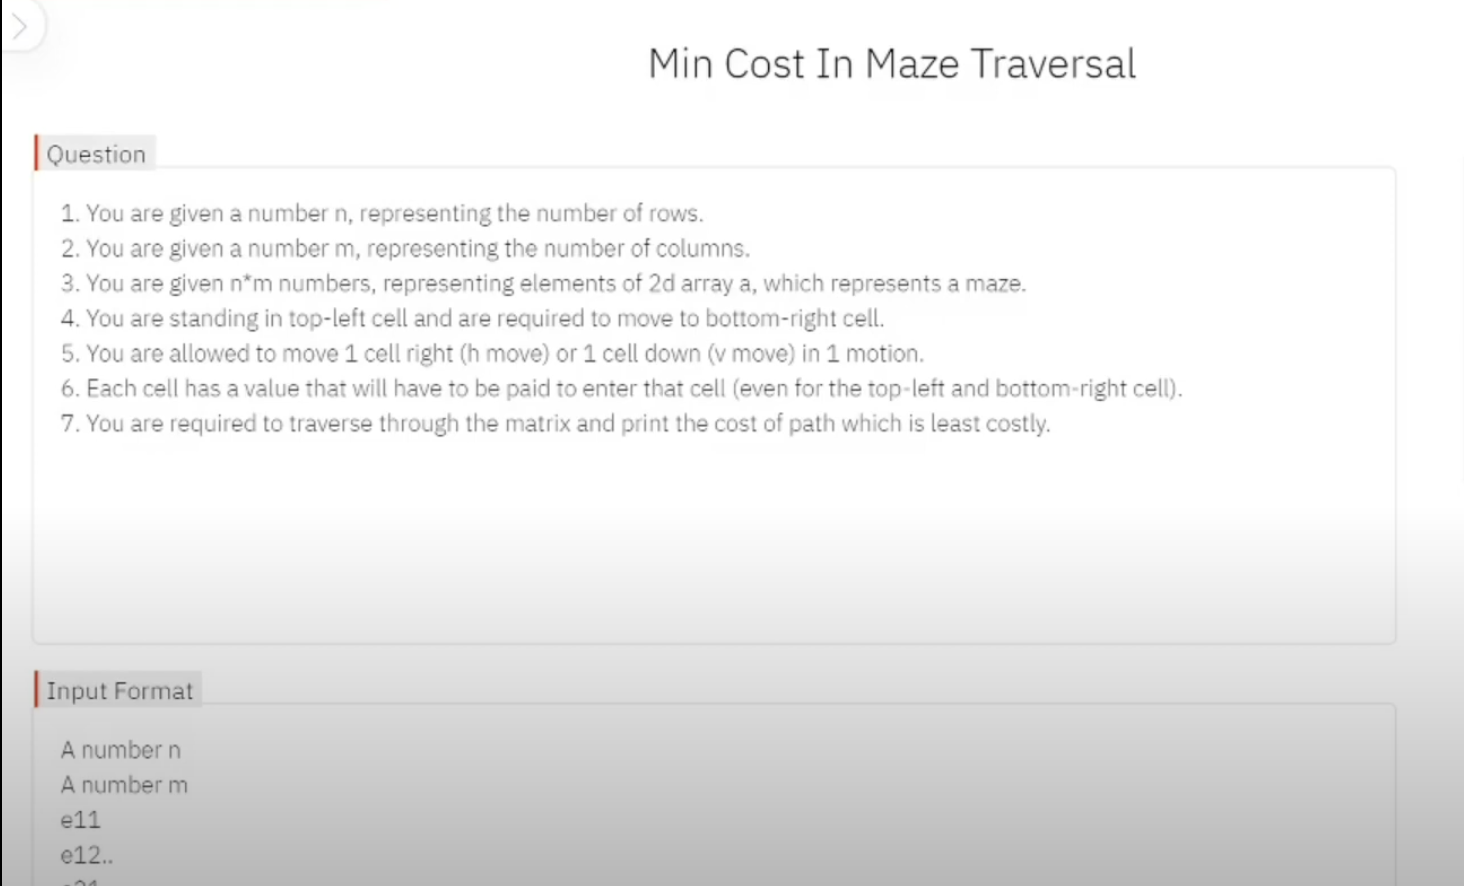 Min Cost In Maze Traversal
Question
1. You are given a number n, representing the number of rows.
2. You are given a number m, representing the number of columns.
3. You are given n*m numbers, representing elements of 2d array a, which represents a maze.
4. You are standing in top-left cell and are required to move to bottom-right cell.
5. You are allowed to move 1 cell right (h move) or 1 cell down (v move) in 1 motion.
6. Each cell has a value that will have to be paid to enter that cell (even for the top-left and bottom-right cell).
7. You are required to traverse through the matrix and print the cost of path which is least costly.
Input Format
A number n
A number m
e11
e12..